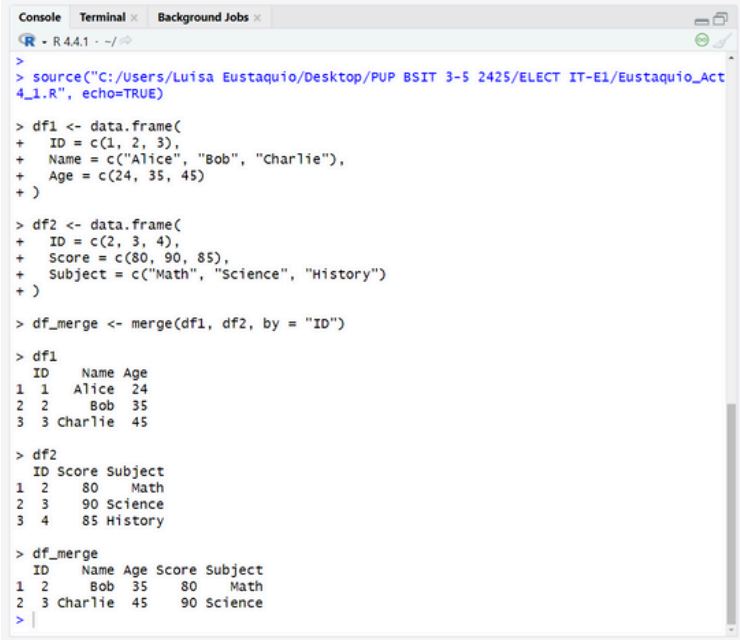 Console Terminal × Background Jobs ×
R • R 4.4.1 · ~/
>
> source("C:/Users/Luisa Eustaquio/Desktop/PUP BSIT 3-5 2425/ELECT IT-E1/Eustaquio_Act
4_1.R", echo=TRUE)
> df1 <- data.frame(
+   ID = c(1, 2, 3),
+   Name = c("Alice", "Bob", "Charlie"),
+   Age = c(24, 35, 45)
+ )
> df2 <- data.frame(
+   ID = c(2, 3, 4),
+   Score = c(80, 90, 85),
+   Subject = c("Math", "Science", "History")
+ )
> df_merge <- merge(df1, df2, by = "ID")
> df1
  ID    Name Age
1  1   Alice  24
2  2     Bob  35
3  3 Charlie  45
> df2
  ID Score Subject
1  2    80    Math
2  3    90 Science
3  4    85 History
> df_merge
  ID    Name Age Score Subject
1  2     Bob  35    80    Math
2  3 Charlie  45    90 Science
>